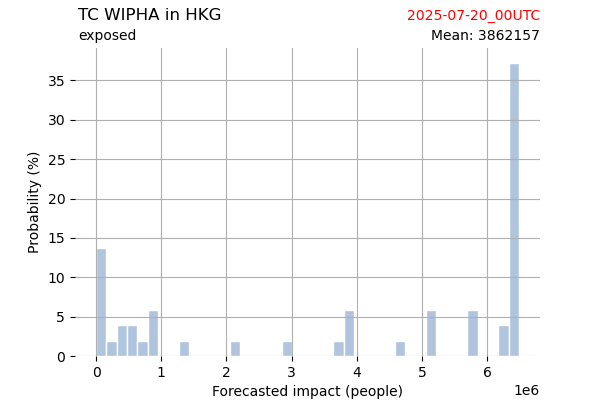 TC WIPHA in HKG
2025-07-20_00UTC
exposed
Mean: 3862157
Probability (%)
35
30
25
20
15
10
5
0
0 1 2 3 4 5 6
1e6
Forecasted impact (people)